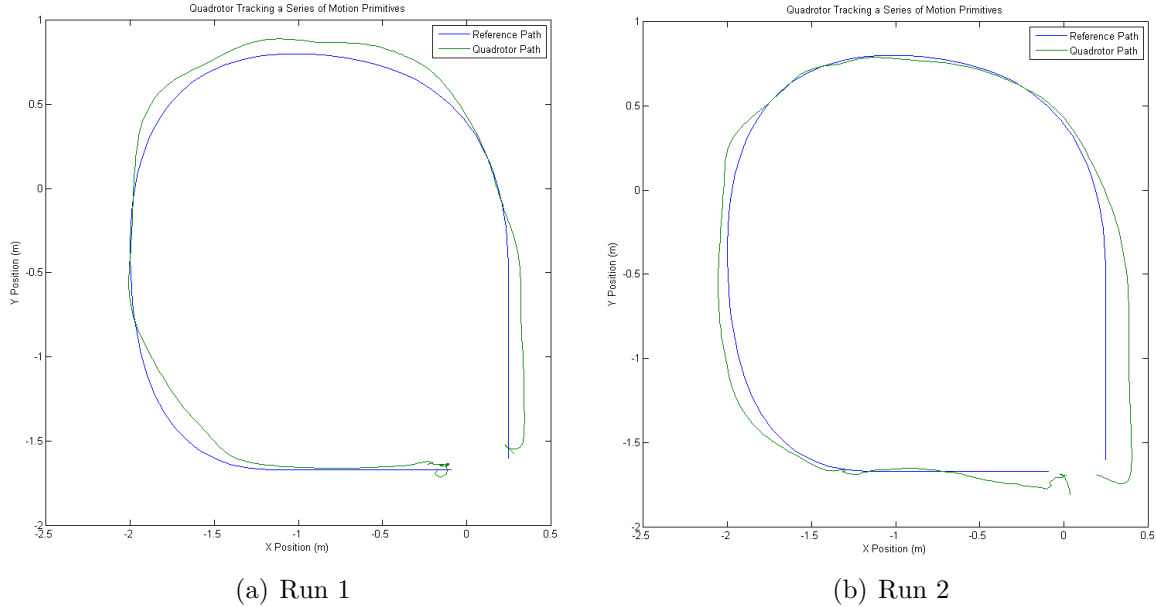 Quadrotor Tracking a Series of Motion Primitives
Reference Path
Quadrotor Path
Y Position (m)
1
0.5
0
-0.5
-1
-1.5
-2
-2.5
-2
-1.5
-1
-0.5
0
0.5
X Position (m)
(a) Run 1
Quadrotor Tracking a Series of Motion Primitives
Reference Path
Quadrotor Path
Y Position (m)
1
0.5
0
-0.5
-1
-1.5
-2
-2.5
-2
-1.5
-1
-0.5
0
0.5
X Position (m)
(b) Run 2